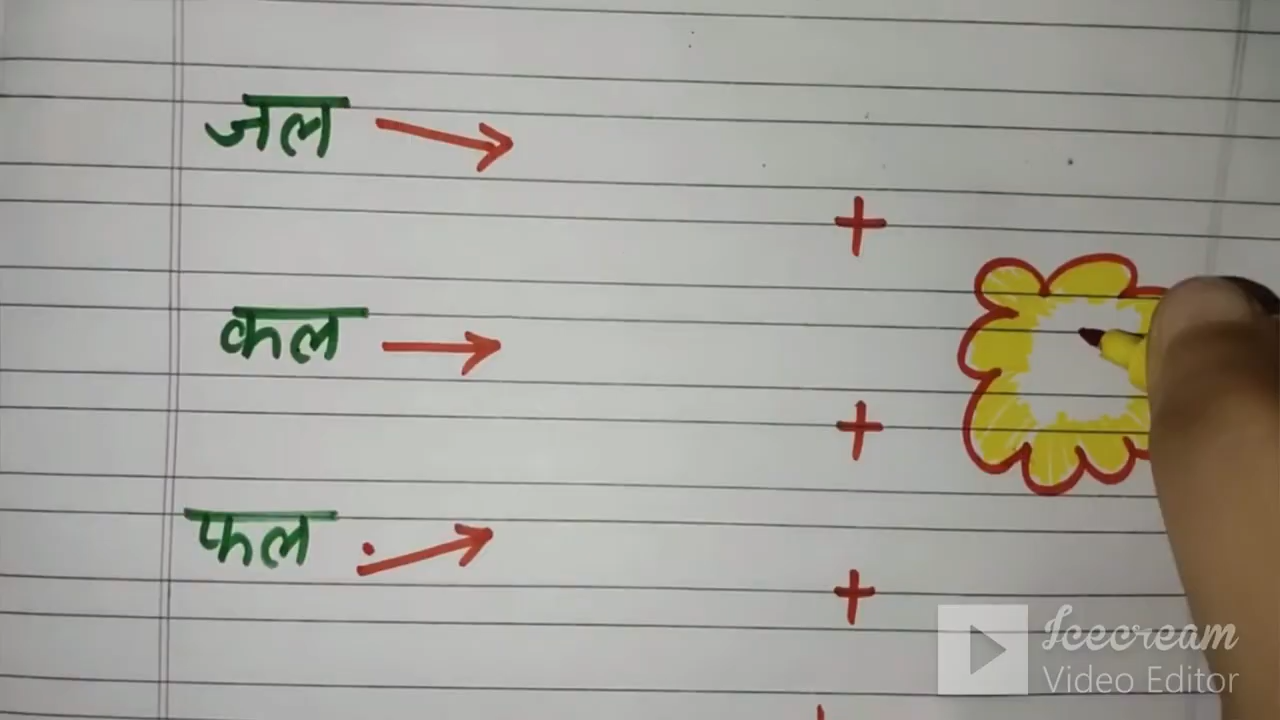 जल → +
कल → +
फल → +
Icecream
Video Editor